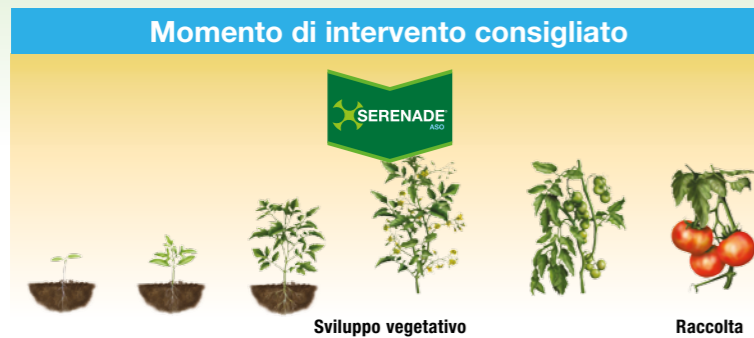 Momento di intervento consigliato
SERENADE®
ASO
Sviluppo vegetativo
Raccolta